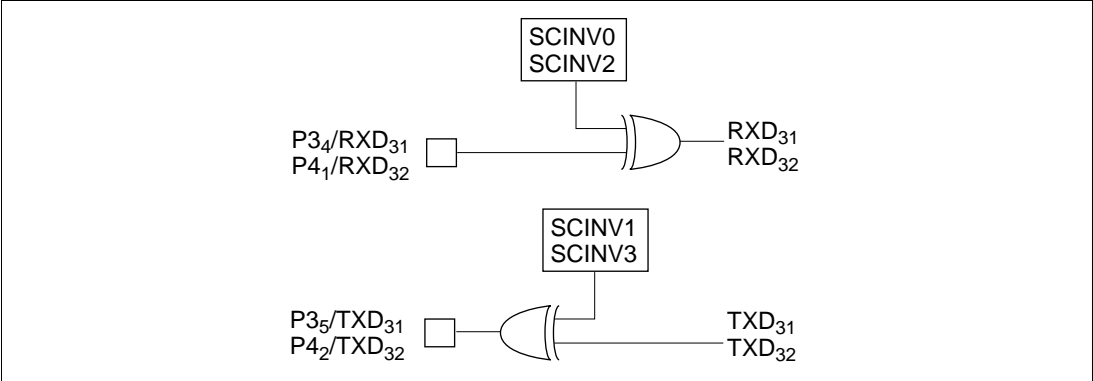 SCINV0
SCINV2
P3₄/RXD₃₁
P4₁/RXD₃₂
RXD₃₁
RXD₃₂
SCINV1
SCINV3
P3₅/TXD₃₁
P4₂/TXD₃₂
TXD₃₁
TXD₃₂